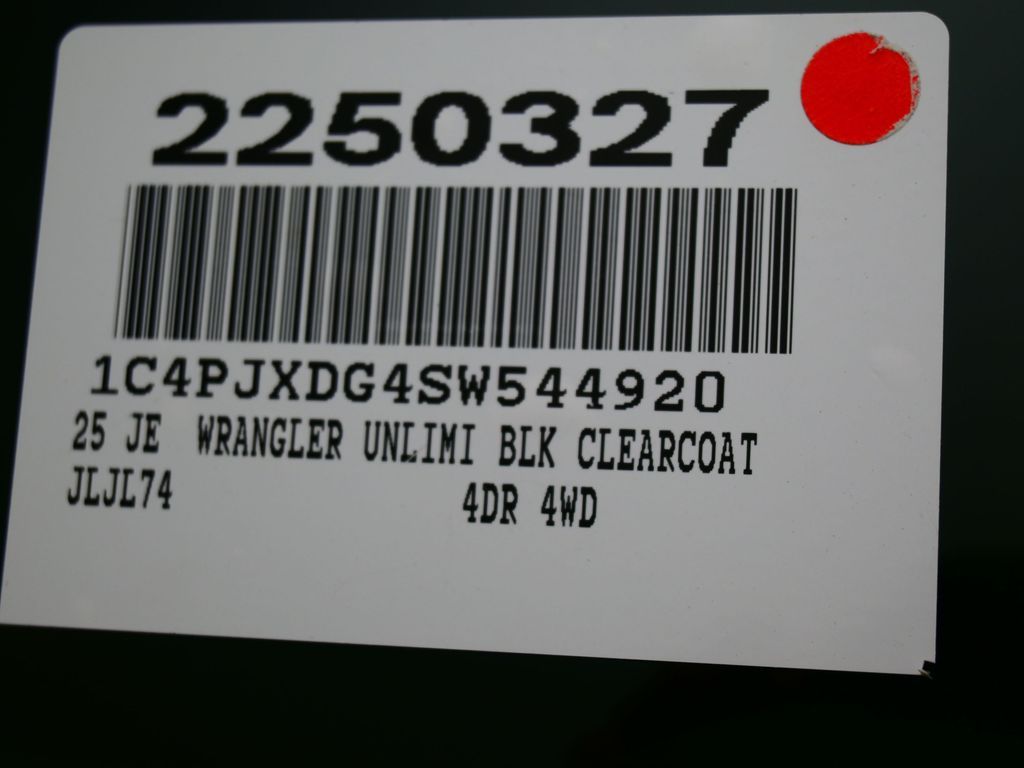 2250327
1C4PJXDG4SW544920
25 JE WRANGLER UNLIMI BLK CLEARCOAT
JLJL74 4DR 4WD